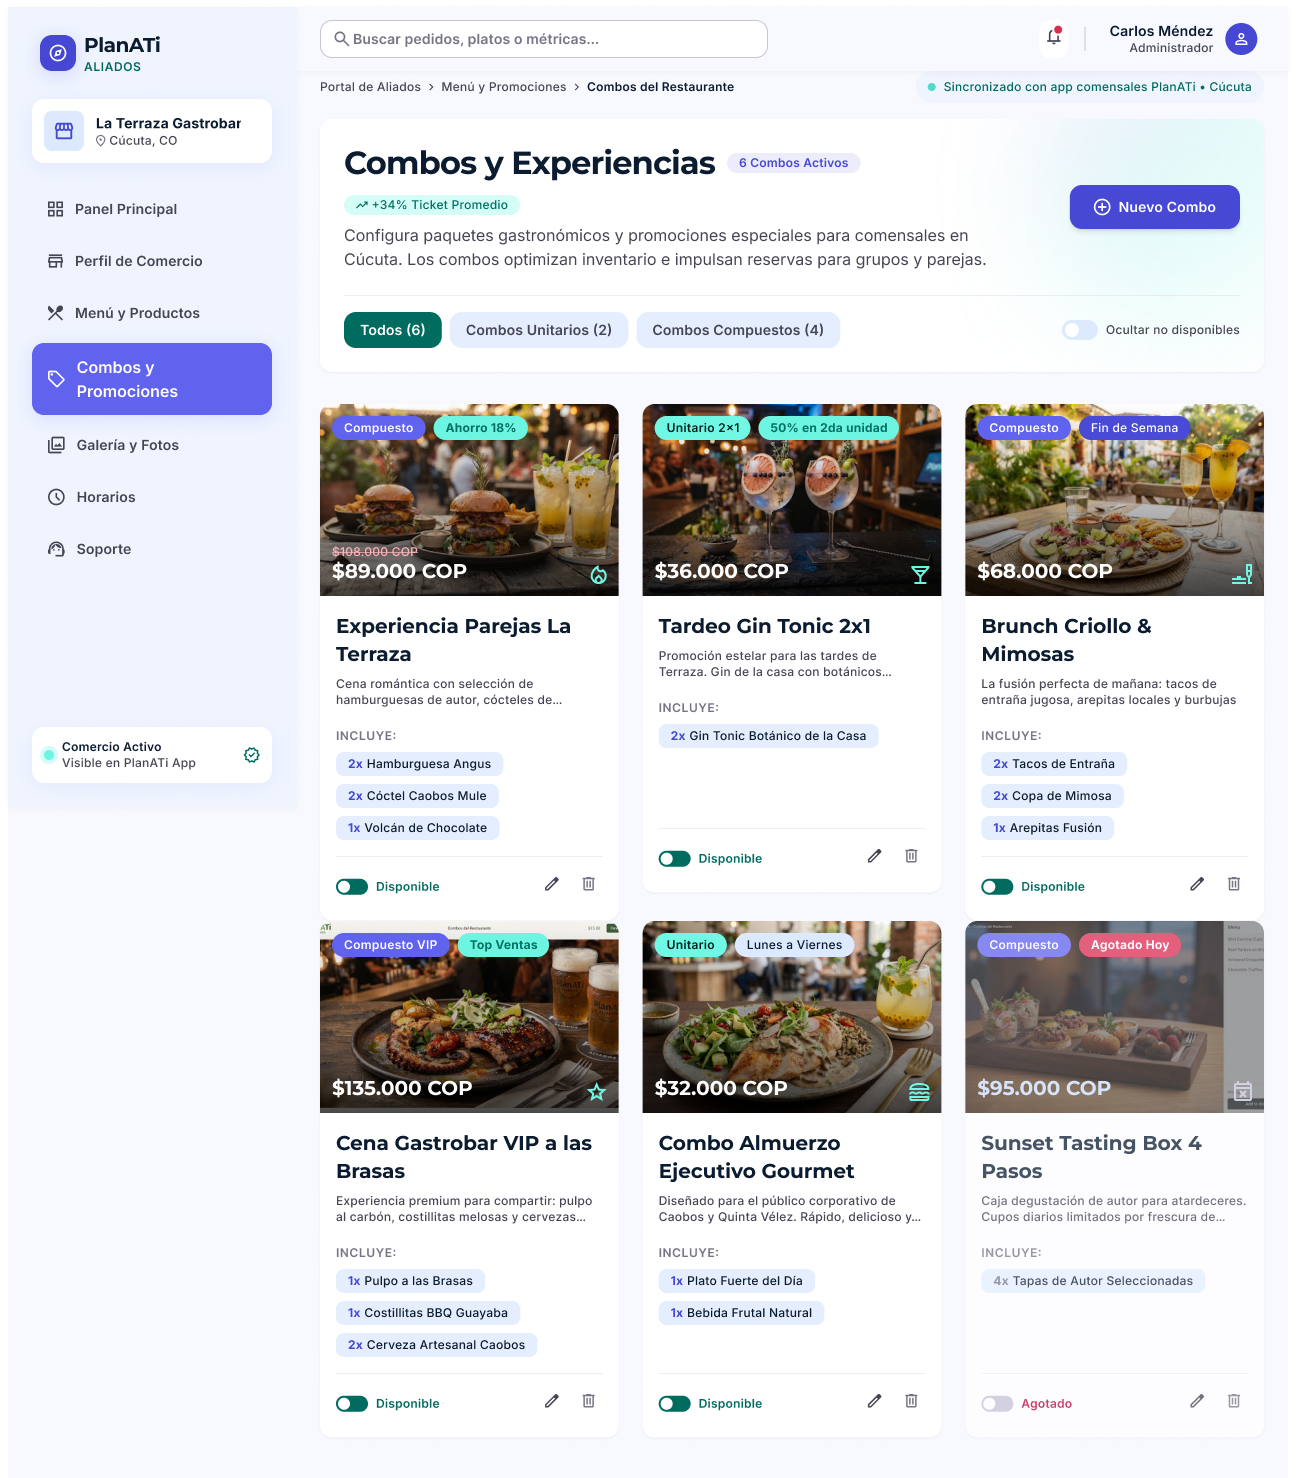 PlanATi
ALIADOS
La Terraza Gastrobar
Cúcuta, CO
Panel Principal
Perfil de Comercio
Menú y Productos
Combos y
Promociones
Galería y Fotos
Horarios
Soporte
Comercio Activo
Visible en PlanATi App
Buscar pedidos, platos o métricas...
Carlos Méndez
Administrador
Portal de Aliados › Menú y Promociones › Combos del Restaurante
Sincronizado con app comensales PlanATi • Cúcuta
Combos y Experiencias
6 Combos Activos
+34% Ticket Promedio
Configura paquetes gastronómicos y promociones especiales para comensales en
Cúcuta. Los combos optimizan inventario e impulsan reservas para grupos y parejas.
Nuevo Combo
Todos (6)
Combos Unitarios (2)
Combos Compuestos (4)
Ocultar no disponibles
Compuesto
Ahorro 18%
$108.000 COP
$89.000 COP
Experiencia Parejas La
Terraza
Cena romántica con selección de
hamburguesas de autor, cócteles de...
INCLUYE:
2x Hamburguesa Angus
2x Cóctel Caobos Mule
1x Volcán de Chocolate
Disponible
Unitario 2×1
50% en 2da unidad
$36.000 COP
Tardeo Gin Tonic 2x1
Promoción estelar para las tardes de
Terraza. Gin de la casa con botánicos...
INCLUYE:
2x Gin Tonic Botánico de la Casa
Disponible
Compuesto
Fin de Semana
$68.000 COP
Brunch Criollo &
Mimosas
La fusión perfecta de mañana: tacos de
entraña jugosa, arepitas locales y burbujas
INCLUYE:
2x Tacos de Entraña
2x Copa de Mimosa
1x Arepitas Fusión
Disponible
Combos del Restaurante
Compuesto VIP
Top Ventas
PlanATi
$135.000 COP
Cena Gastrobar VIP a las
Brasas
Experiencia premium para compartir: pulpo
al carbón, costillitas melosas y cervezas...
INCLUYE:
1x Pulpo a las Brasas
1x Costillitas BBQ Guayaba
2x Cerveza Artesanal Caobos
Disponible
Unitario
Lunes a Viernes
$32.000 COP
Combo Almuerzo
Ejecutivo Gourmet
Diseñado para el público corporativo de
Caobos y Quinta Vélez. Rápido, delicioso y...
INCLUYE:
1x Plato Fuerte del Día
1x Bebida Frutal Natural
Disponible
Compuesto
Agotado Hoy
Menu
$95.000 COP
Sunset Tasting Box 4
Pasos
Caja degustación de autor para atardeceres.
Cupos diarios limitados por frescura de...
INCLUYE:
4x Tapas de Autor Seleccionadas
Agotado